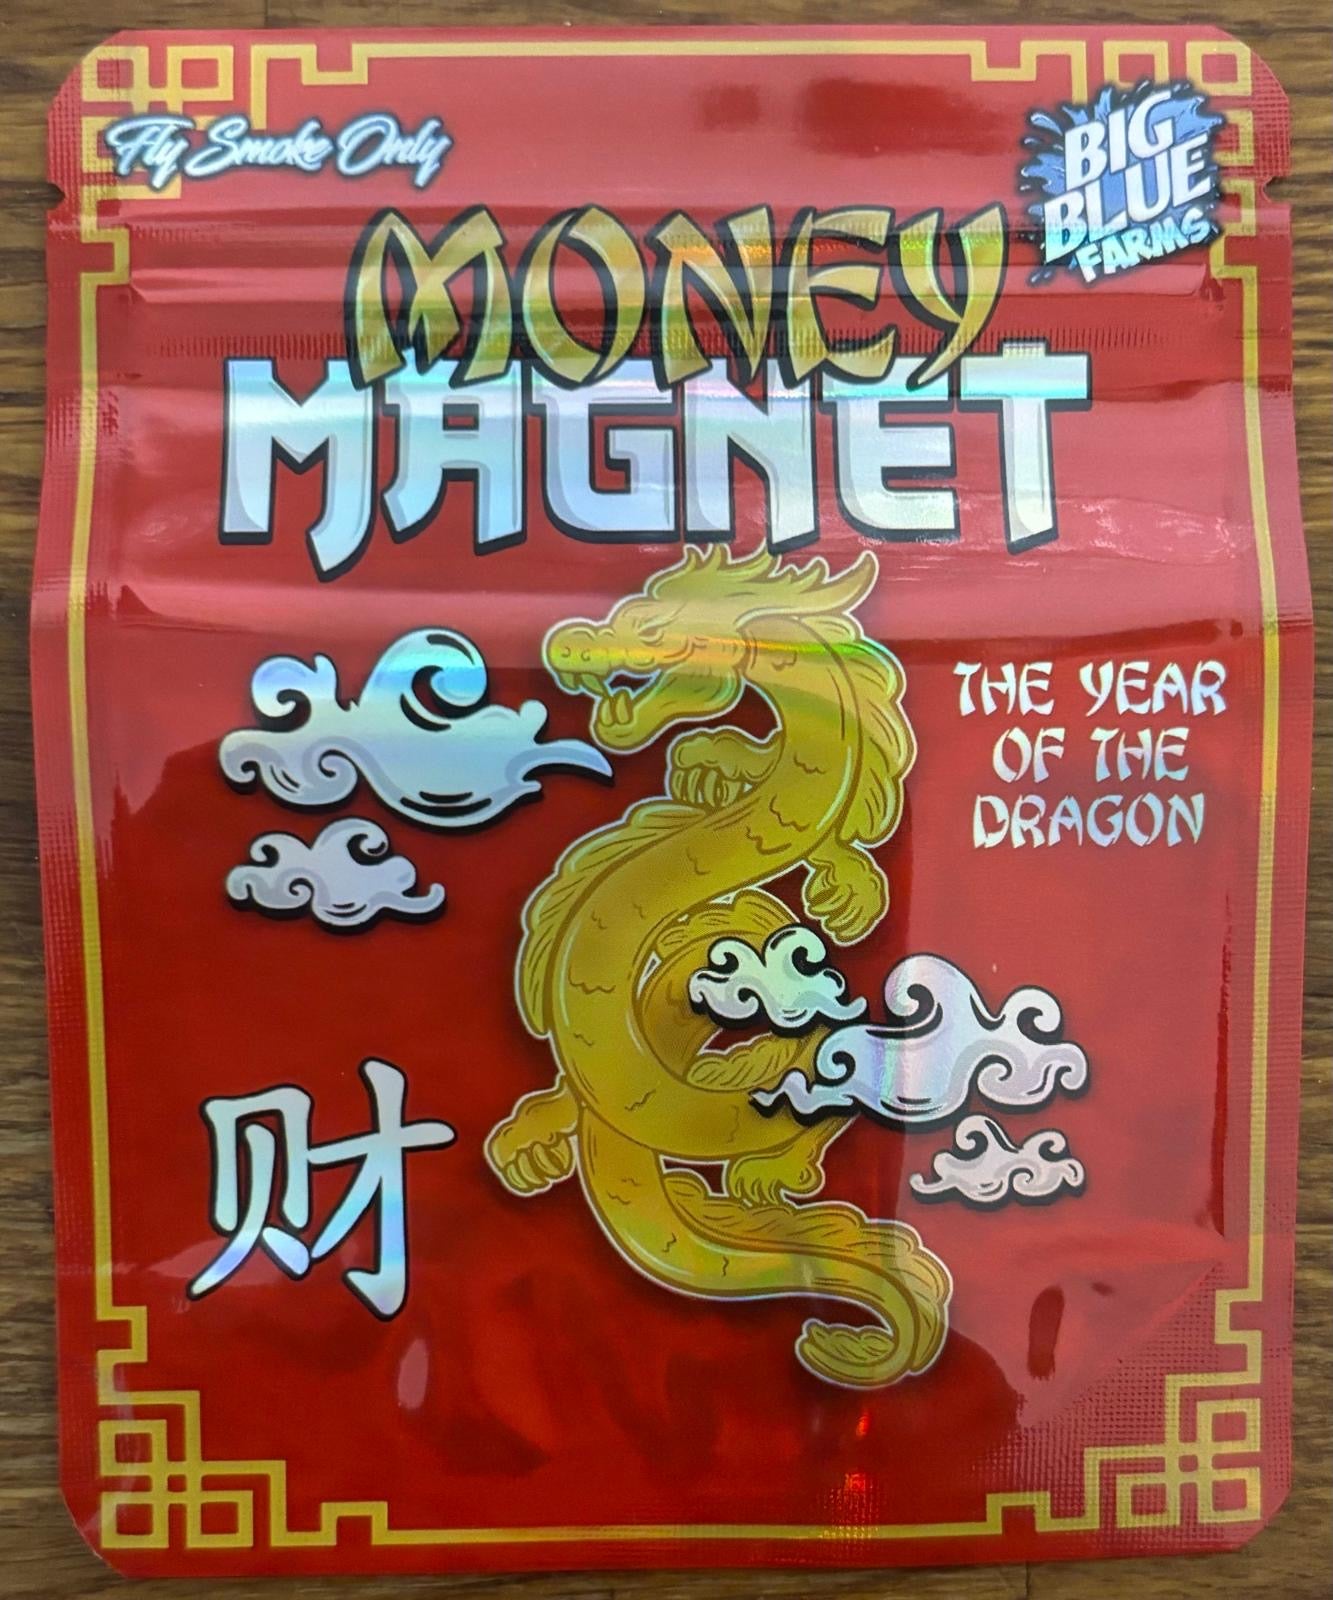 Fly Smoke Only
BIG
BLUE
FARMS
MONEY
MAGNET
THE YEAR
OF THE
DRAGON
财